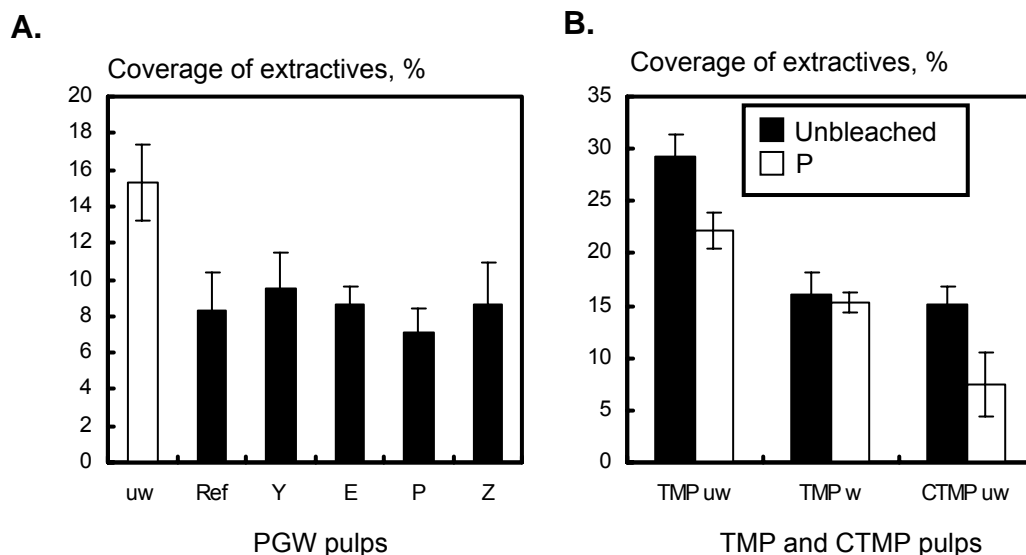 A.
Coverage of extractives, %
20
18
16
14
12
10
8
6
4
2
0
uw Ref Y E P Z
PGW pulps
B.
Coverage of extractives, %
35
30
25
20
15
10
5
0
Unbleached
P
TMP uw TMP w CTMP uw
TMP and CTMP pulps